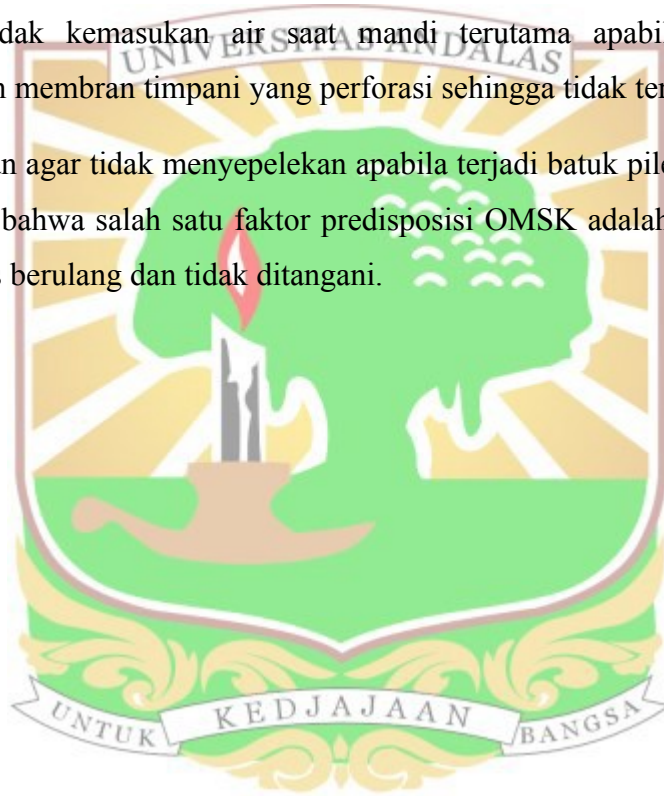 dak kemasukan air saat mandi terutama apabil
UNIVERSITAS ANDALAS
n membran timpani yang perforasi sehingga tidak ter
n agar tidak menyepelekan apabila terjadi batuk pile
bahwa salah satu faktor predisposisi OMSK adalah
s berulang dan tidak ditangani.
UNTUK KEDJAJAAN BANGSA